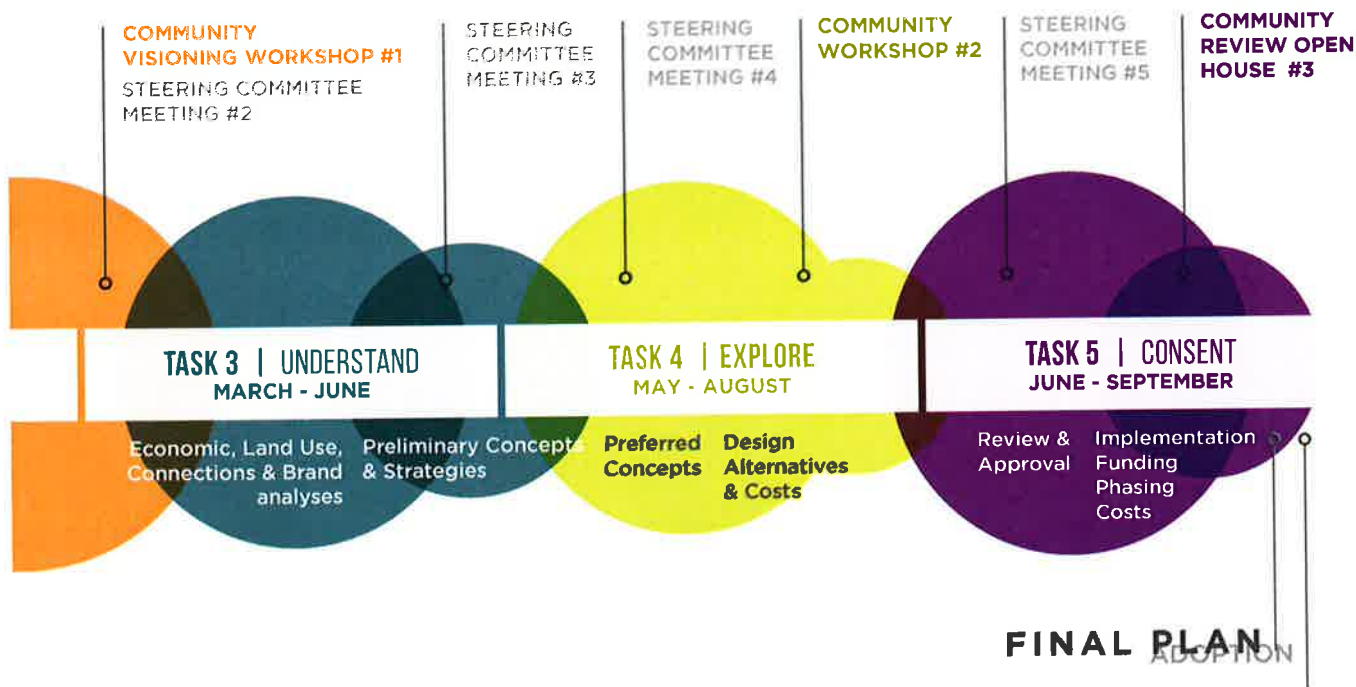 COMMUNITY
VISIONING WORKSHOP #1
STEERING COMMITTEE
MEETING #2
STEERING
COMMITTEE
MEETING #3
STEERING
COMMITTEE
MEETING #4
COMMUNITY
WORKSHOP #2
STEERING
COMMITTEE
MEETING #5
COMMUNITY
REVIEW OPEN
HOUSE #3
TASK 3 | UNDERSTAND
MARCH - JUNE
TASK 4 | EXPLORE
MAY - AUGUST
TASK 5 | CONSENT
JUNE - SEPTEMBER
Economic, Land Use,
Connections & Brand
analyses
Preliminary Concepts
& Strategies
Preferred
Concepts
Design
Alternatives
& Costs
Review &
Approval
Implementation
Funding
Phasing
Costs
FINAL PLAN
ADOPTION